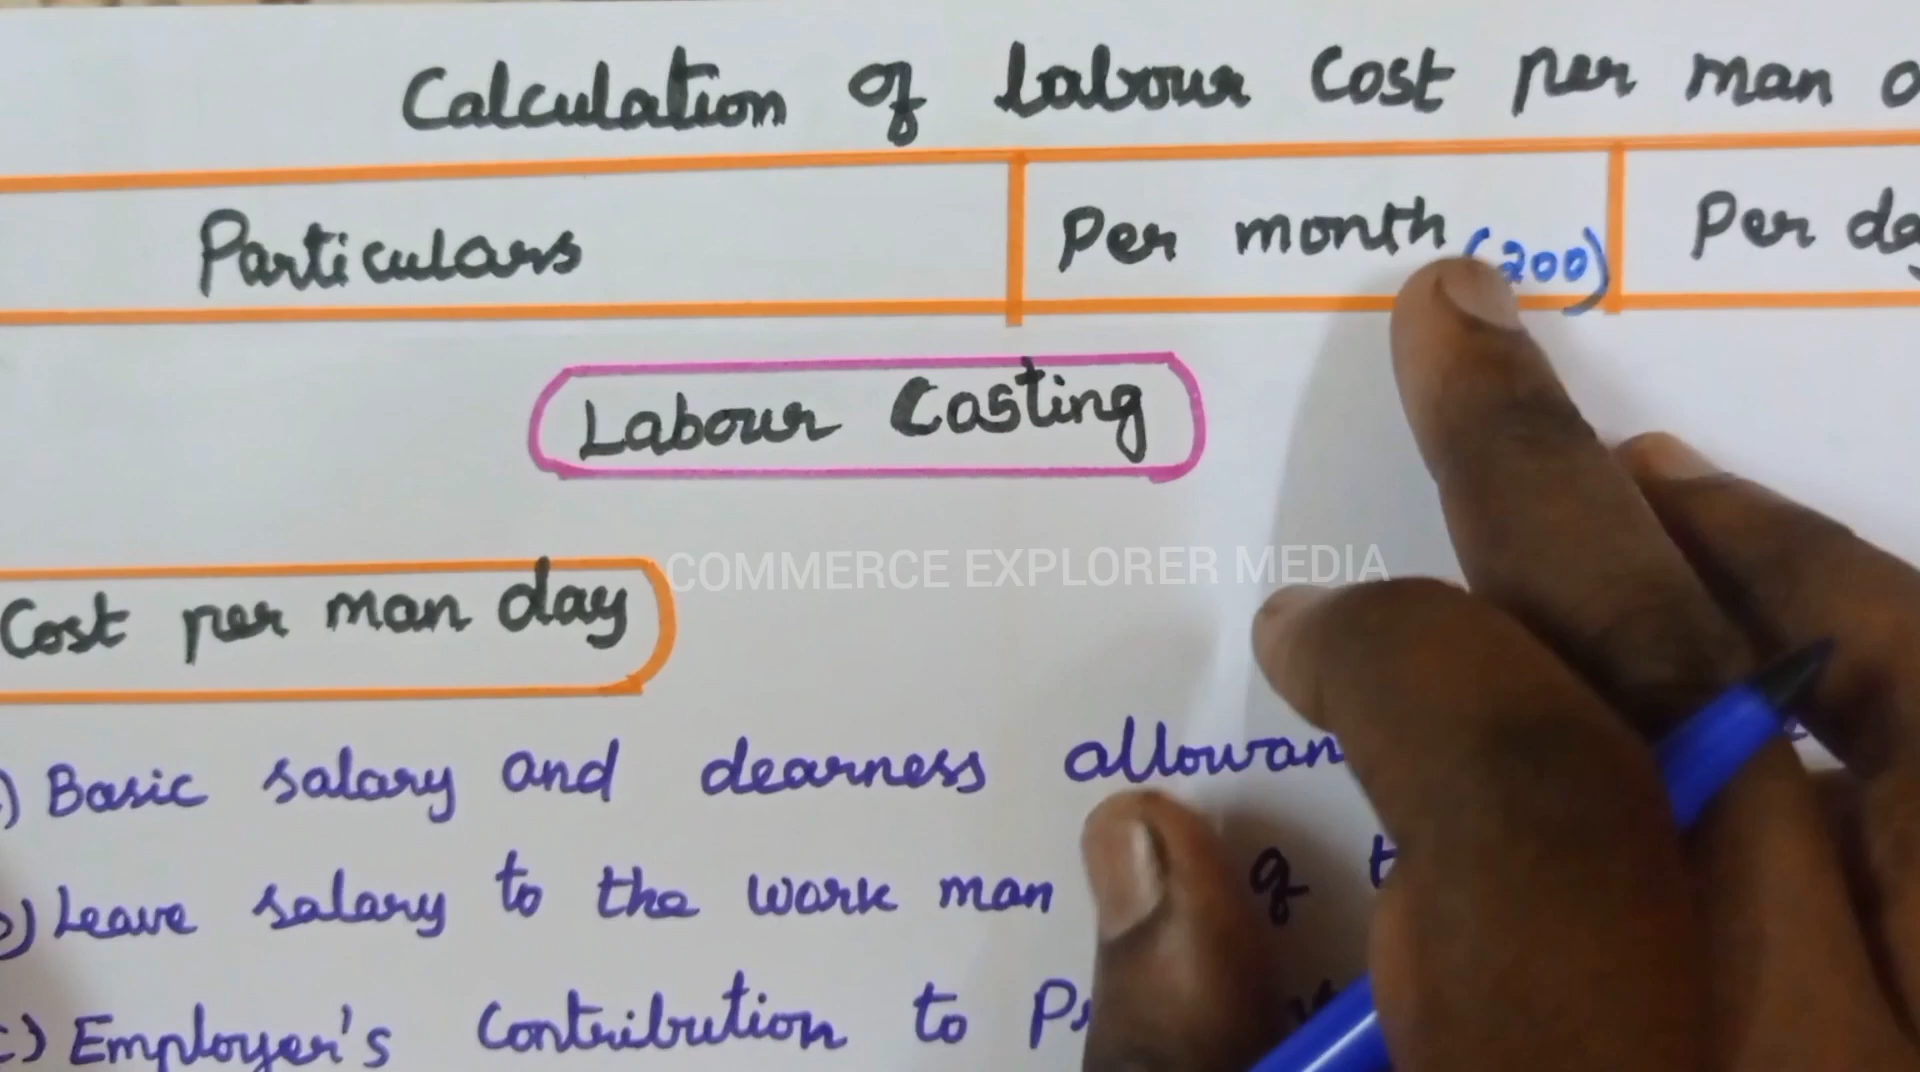 Calculation of labour Cost per man
Particulars Per month (200) Per
Labour Casting
COMMERCE EXPLORER MEDIA
Cost per man day
Basic salary and dearness
b) Leave salary to the work man
c) Employer's Contribution to